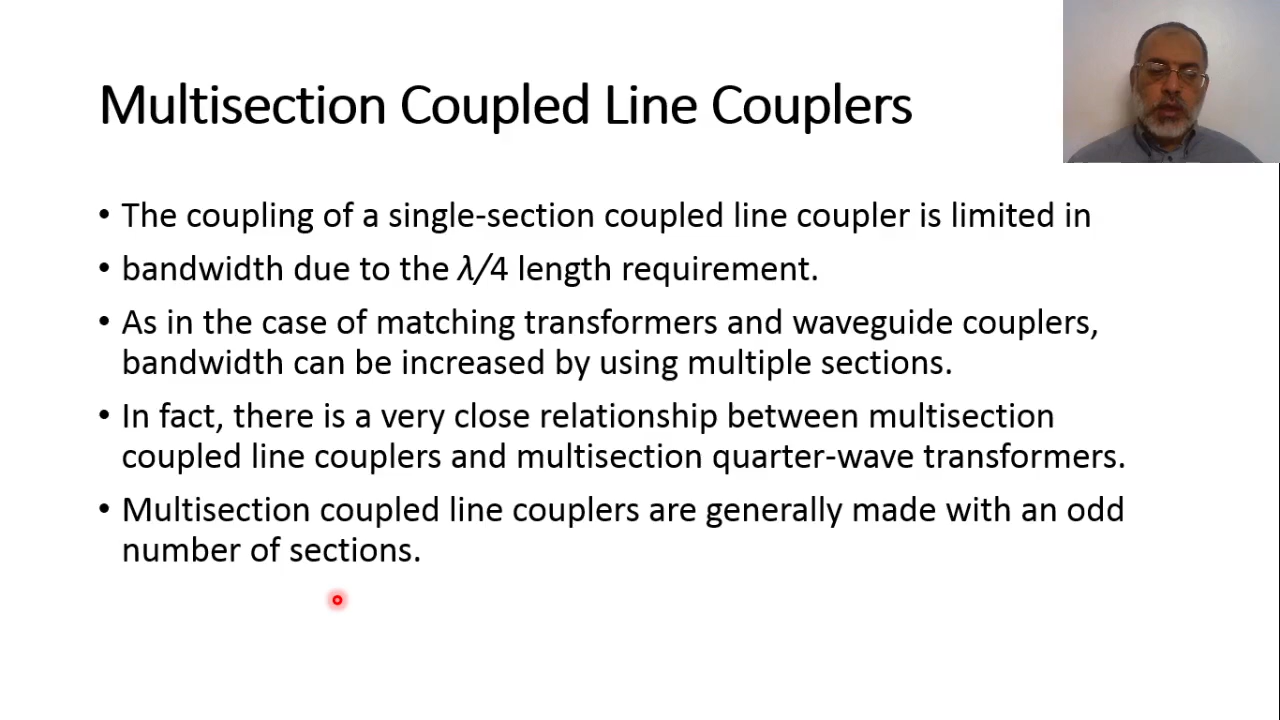 Multisection Coupled Line Couplers
• The coupling of a single-section coupled line coupler is limited in
• bandwidth due to the λ/4 length requirement.
• As in the case of matching transformers and waveguide couplers,
bandwidth can be increased by using multiple sections.
• In fact, there is a very close relationship between multisection
coupled line couplers and multisection quarter-wave transformers.
• Multisection coupled line couplers are generally made with an odd
number of sections.